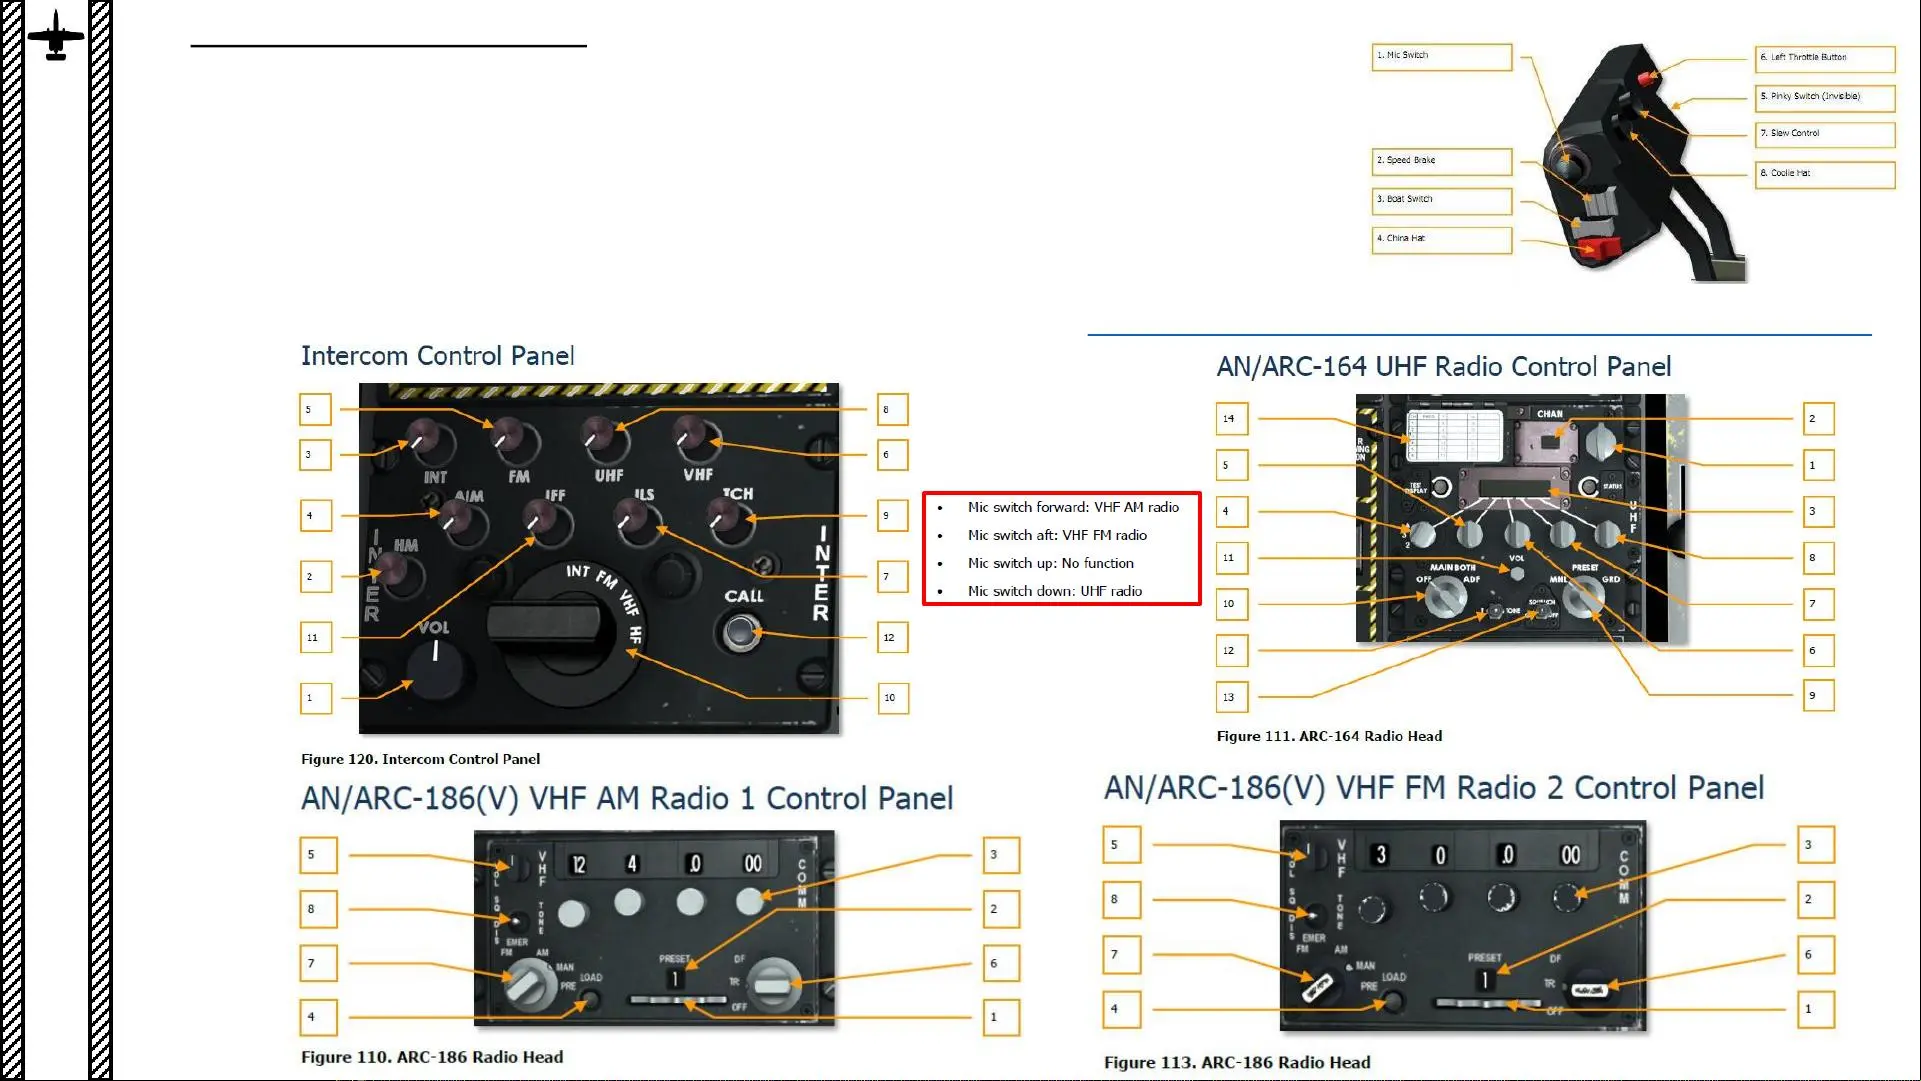 1. Mic Switch
2. Speed Brake
3. Boat Switch
4. China Hat
6. Left Throttle Button
5. Pinky Switch (Invisible)
7. Slew Control
8. Coolie Hat
Intercom Control Panel
5
3
4
2
11
1
8
6
9
7
12
10
INT FM UHF VHF
A/M IFF ILS TCH
HM
INTER
INTER
INT FM VHF HF
CALL
VOL
Figure 120. Intercom Control Panel
• Mic switch forward: VHF AM radio
• Mic switch aft: VHF FM radio
• Mic switch up: No function
• Mic switch down: UHF radio
AN/ARC-164 UHF Radio Control Panel
14
5
4
11
10
12
13
2
1
3
8
7
6
9
CHAN
TEST DISPLAY
STATUS
UHF
VOL
MAIN BOTH
OFF ADF
PRESET
MNL GRD
TONE
OFF
Figure 111. ARC-164 Radio Head
AN/ARC-186(V) VHF AM Radio 1 Control Panel
5
8
7
4
3
2
6
1
VHF
12 4 .0 00
COMM
VOL
SQ DIS
TONE
EMER
FM AM
MAN
PRE
LOAD
PRESET
1
DF
TR
OFF
Figure 110. ARC-186 Radio Head
AN/ARC-186(V) VHF FM Radio 2 Control Panel
5
8
7
4
3
2
6
1
VHF
3 0 .0 00
COMM
VOL
SQ DIS
TONE
EMER
FM AM
MAN
PRE
LOAD
PRESET
1
DF
TR
OFF
Figure 113. ARC-186 Radio Head